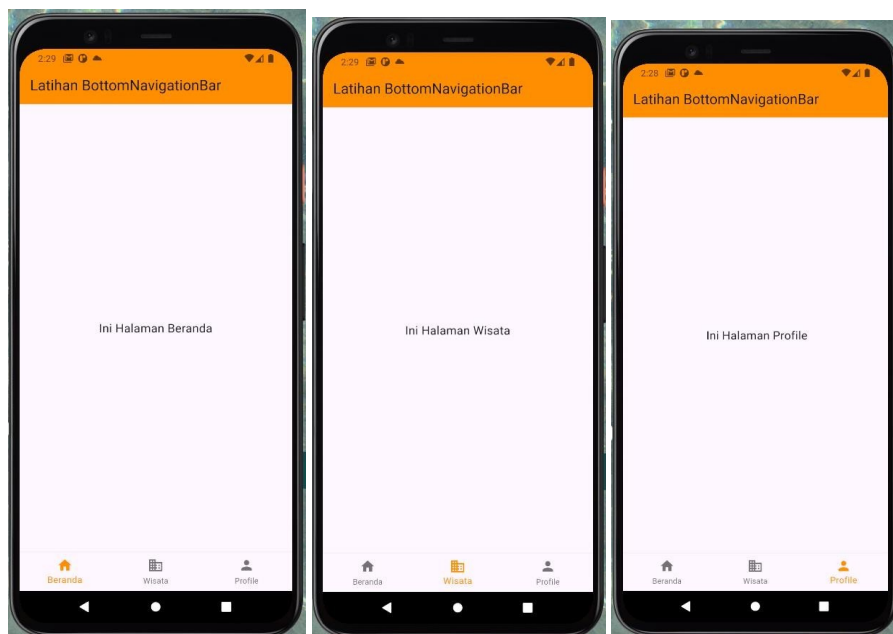 2:29
Latihan BottomNavigationBar
Ini Halaman Beranda
Beranda
Wisata
Profile
2:29
Latihan BottomNavigationBar
Ini Halaman Wisata
Beranda
Wisata
Profile
2:28
Latihan BottomNavigationBar
Ini Halaman Profile
Beranda
Wisata
Profile